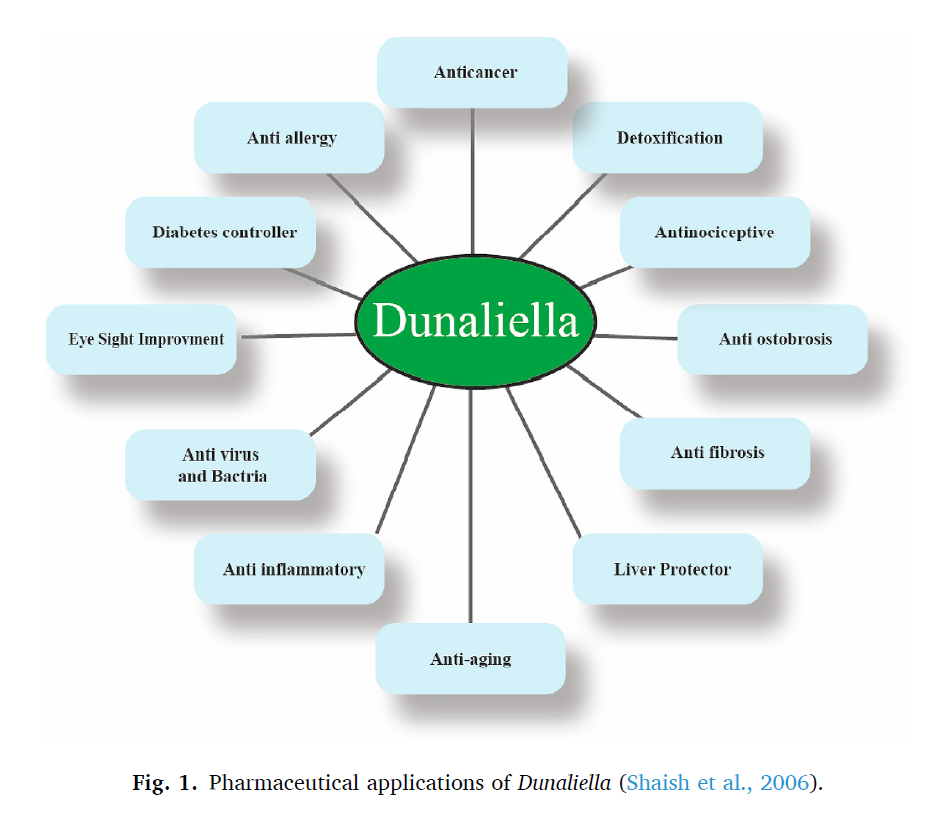 Anticancer
Anti allergy
Detoxification
Diabetes controller
Antinociceptive
Dunaliella
Eye Sight Improvment
Anti ostobrosis
Anti virus
and Bactria
Anti fibrosis
Anti inflammatory
Liver Protector
Anti-aging
Fig. 1. Pharmaceutical applications of Dunaliella (Shaish et al., 2006).